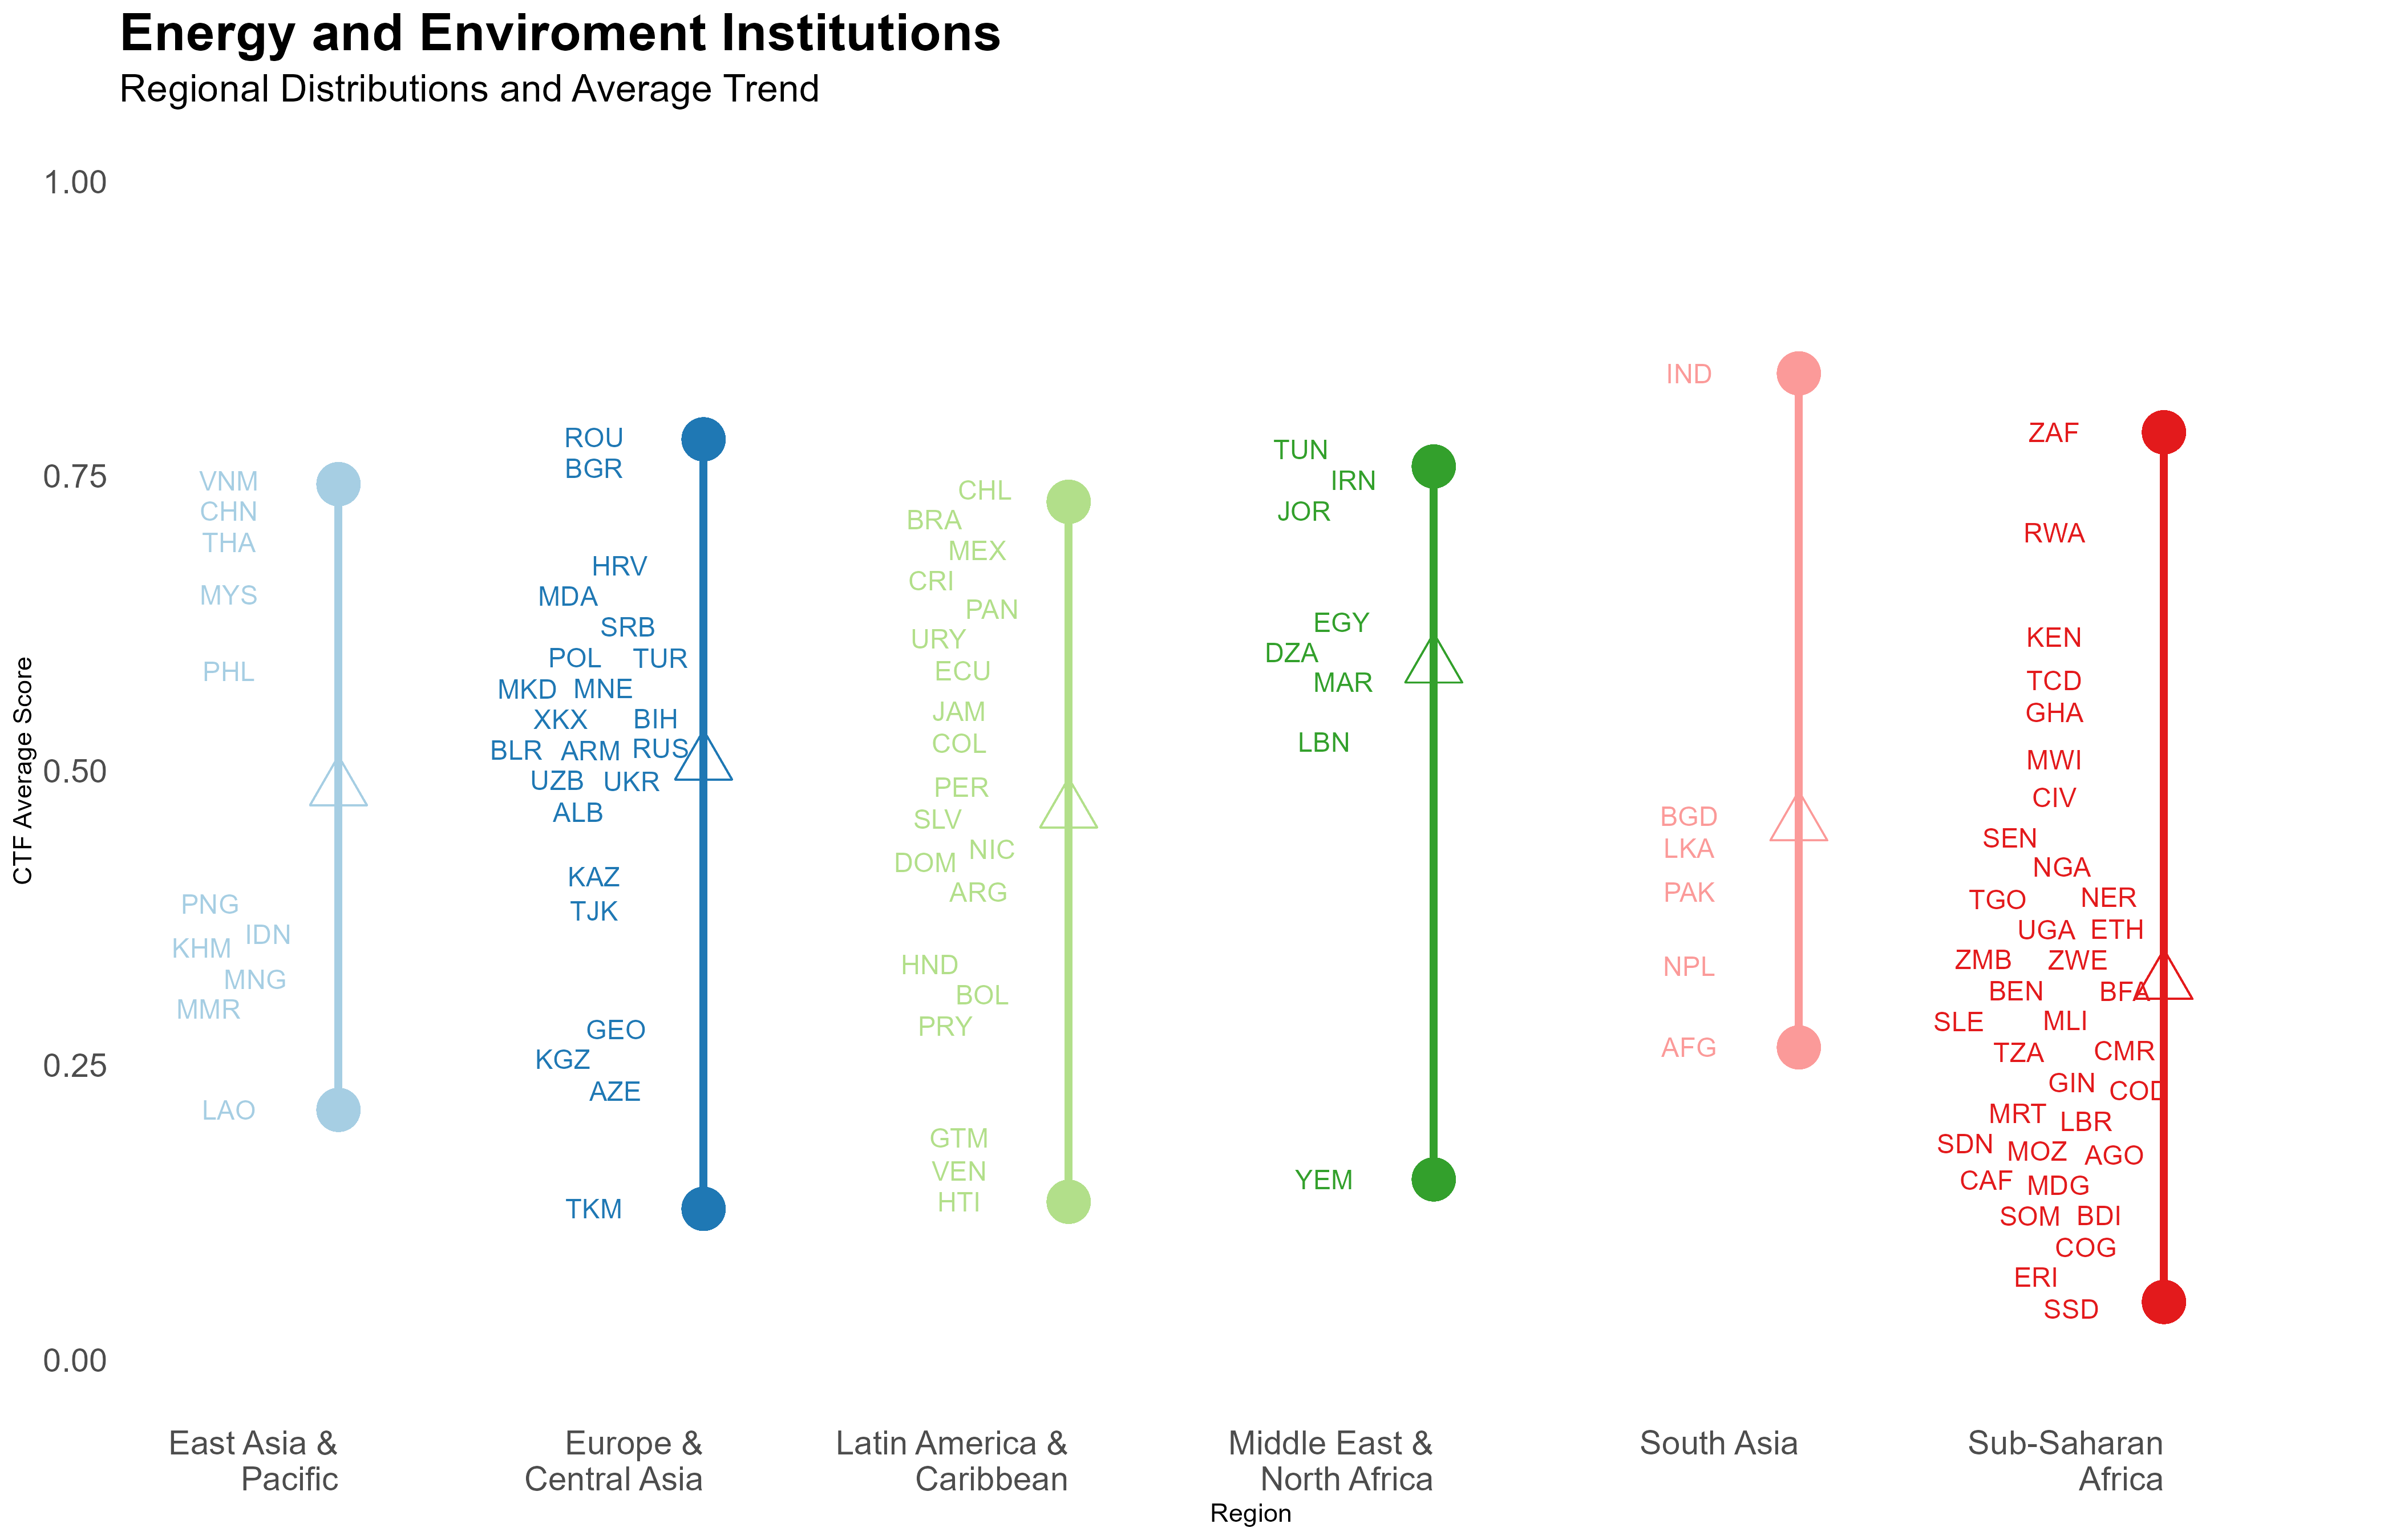 Energy and Enviroment Institutions
Regional Distributions and Average Trend
CTF Average Score
1.00
0.75
0.50
0.25
0.00
VNM
CHN
THA
MYS
PHL
PNG
IDN
KHM
MNG
MMR
LAO
ROU
BGR
HRV
MDA
SRB
POL TUR
MKD MNE
XKX BIH
BLR ARM RUS
UZB UKR
ALB
KAZ
TJK
GEO
KGZ
AZE
TKM
CHL
BRA
MEX
CRI
PAN
URY
ECU
JAM
COL
PER
SLV
NIC
DOM
ARG
HND
BOL
PRY
GTM
VEN
HTI
TUN
IRN
JOR
EGY
DZA
MAR
LBN
YEM
IND
BGD
LKA
PAK
NPL
AFG
ZAF
RWA
KEN
TCD
GHA
MWI
CIV
SEN
NGA
TGO NER
UGA ETH
ZMB ZWE
BEN BFA
SLE MLI
TZA CMR
GIN COD
MRT LBR
SDN MOZ AGO
CAF MDG
SOM BDI
COG
ERI
SSD
East Asia &
Pacific
Europe &
Central Asia
Latin America &
Caribbean
Middle East &
North Africa
South Asia
Sub-Saharan
Africa
Region